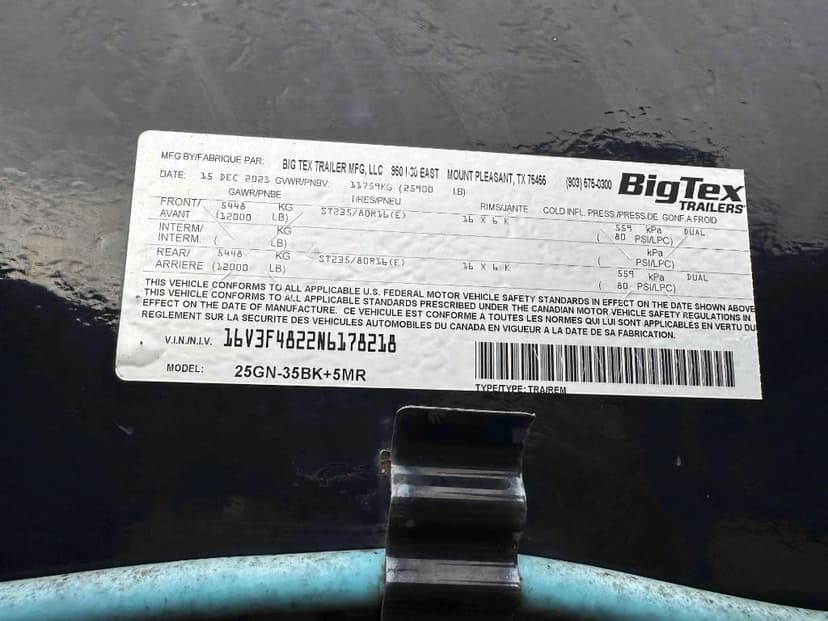 MFG BY/FABRIQUE PAR: BIG TEX TRAILER MFG, LLC 950 I-30 EAST MOUNT PLEASANT, TX 75455 (903) 575-0300 BigTex TRAILERS
DATE: 15 DEC 2021 GVWR/PNBV: 11759KG (25900 LB)
GAWR/PNBE TIRES/PNEU. RIMS/JANTE COLD INFL. PRESS/PRESS.DE GONF.A FROID
FRONT/ 5448 KG ST235/80R16(E) 16 X 6 K 559 kPa DUAL
AVANT (12000 LB) ( 80 PSI/LPC)
INTERM/ KG kPa
INTERM. ( LB) ( PSI/LPC)
REAR/ 5448 KG ST235/80R16(E) 16 X 6 K 559 kPa DUAL
ARRIERE (12000 LB) ( 80 PSI/LPC)
THIS VEHICLE CONFORMS TO ALL APPLICABLE U.S. FEDERAL MOTOR VEHICLE SAFETY STANDARDS IN EFFECT ON THE DATE SHOWN ABOVE
THIS VEHICLE CONFORMS TO ALL APPLICABLE STANDARDS PRESCRIBED UNDER THE CANADIAN MOTOR VEHICLE SAFETY REGULATIONS IN
EFFECT ON THE DATE OF MANUFACTURE. CE VEHICULE EST CONFORME A TOUTES LES NORMES QUI LUI SONT APPLICABLES EN VERTU DU
REGLEMENT SUR LA SECURITE DES VEHICULES AUTOMOBILES DU CANADA EN VIGUEUR A LA DATE DE SA FABRICATION.
V.I.N./N.I.V. 16V3F4822N6178218
MODEL: 25GN-35BK+5MR
TYPE/TYPE: TRA/REM